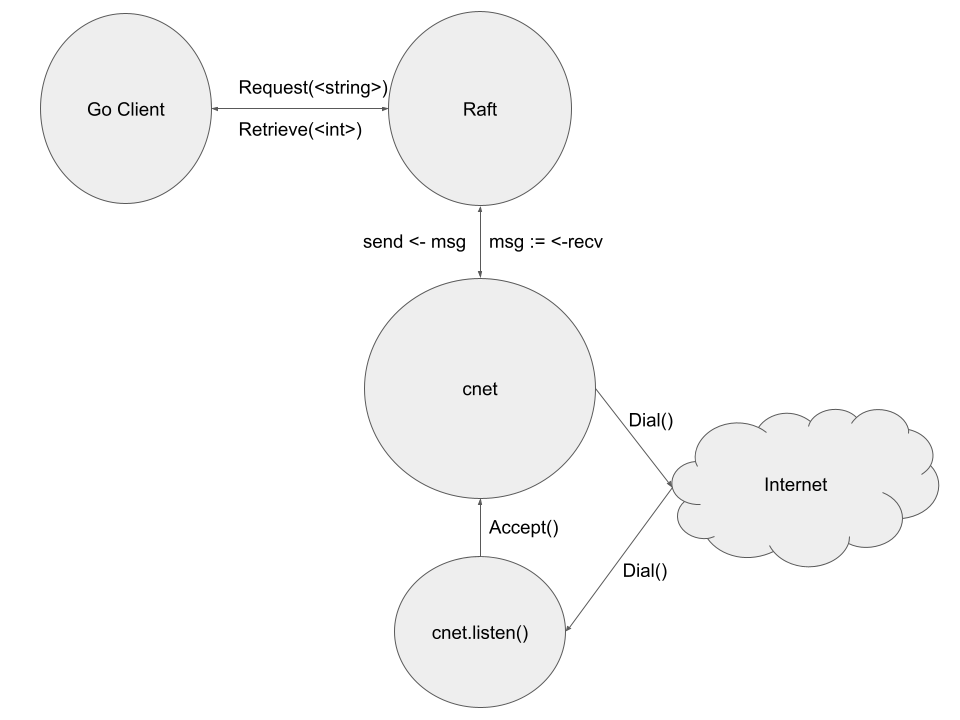 Go Client
Request(<string>)
Retrieve(<int>)
Raft
send <- msg
msg := <-recv
cnet
Dial()
Internet
Accept()
Dial()
cnet.listen()